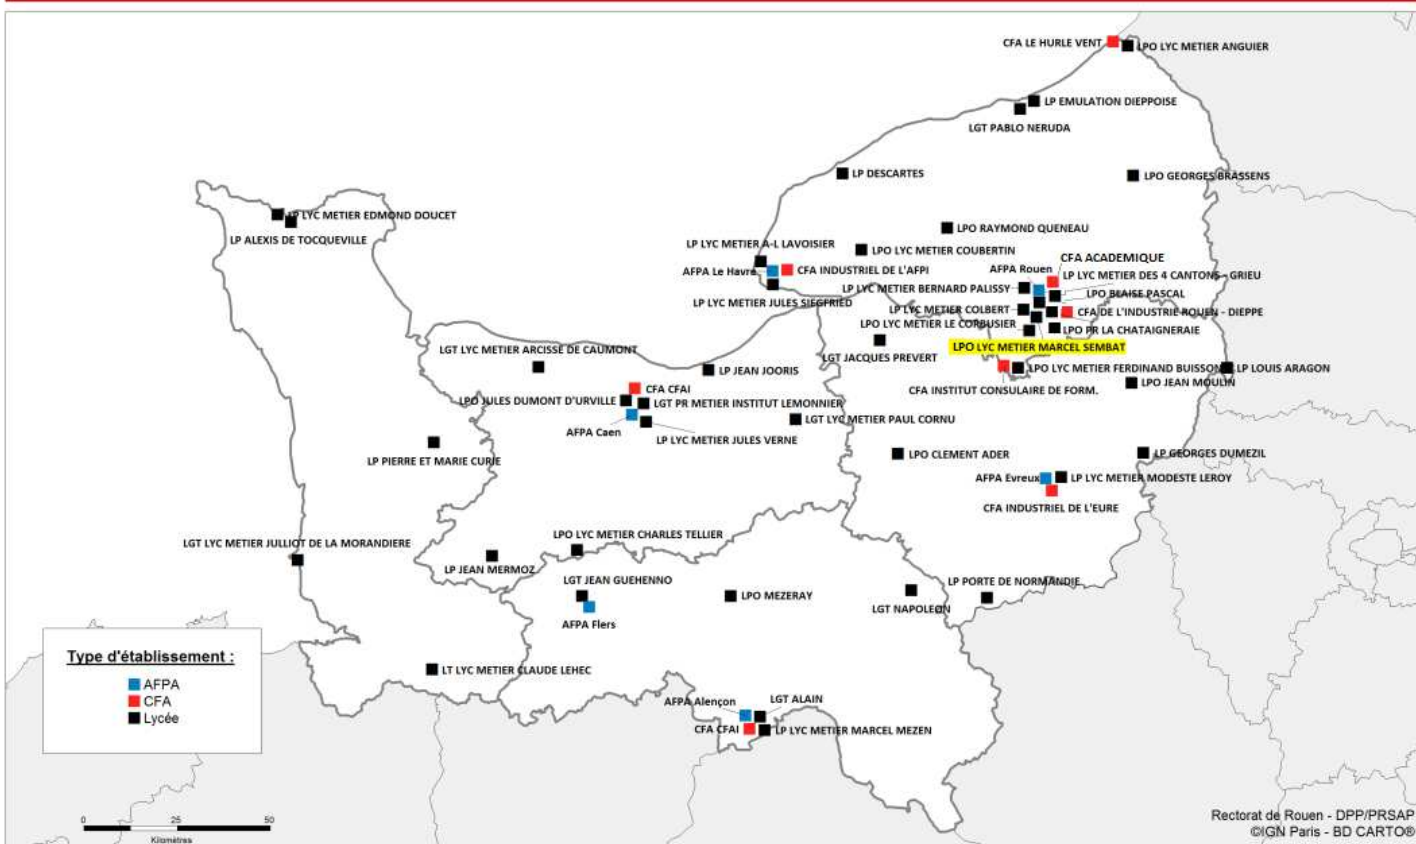 CFA LE HURLE VENT
LPO LYC METIER ANGUIER
LP EMULATION DIEPPOISE
LGT PABLO NERUDA
LP DESCARTES
LPO GEORGES BRASSENS
LP LYC METIER EDMOND DOUCET
LP ALEXIS DE TOCQUEVILLE
LPO RAYMOND QUENEAU
LP LYC METIER A-L LAVOISIER
LPO LYC METIER COUBERTIN
CFA ACADEMIQUE
AFPA Le Havre
CFA INDUSTRIEL DE L'AFPI
AFPA Rouen
LP LYC METIER DES 4 CANTONS - GRIEU
LP LYC METIER BERNARD PALISSY
LPO BLAISE PASCAL
LP LYC METIER JULES SIEGFRIED
LP LYC METIER COLBERT
CFA DE L'INDUSTRIE ROUEN - DIEPPE
LPO LYC METIER LE CORBUSIER
LPO PR LA CHATAIGNERAIE
LPO LYC METIER MARCEL SEMBAT
LGT LYC METIER ARCISSE DE CAUMONT
LGT JACQUES PREVERT
LP JEAN JOORIS
LPO LYC METIER FERDINAND BUISSON
LP LOUIS ARAGON
CFA INSTITUT CONSULAIRE DE FORM.
LPO JEAN MOULIN
CFA CFAI
LPO JULES DUMONT D'URVILLE
LGT PR METIER INSTITUT LEMONNIER
AFPA Caen
LGT LYC METIER PAUL CORNU
LP LYC METIER JULES VERNE
LP PIERRE ET MARIE CURIE
LPO CLEMENT ADER
LP GEORGES DUMEZIL
AFPA Evreux
LP LYC METIER MODESTE LEROY
CFA INDUSTRIEL DE L'EURE
LGT LYC METIER JULLIOT DE LA MORANDIERE
LPO LYC METIER CHARLES TELLIER
LP JEAN MERMOZ
LGT JEAN GUEHENNO
LPO MEZERAY
LP PORTE DE NORMANDIE
LGT NAPOLEON
AFPA Flers
Type d'établissement :
AFPA
CFA
Lycée
LT LYC METIER CLAUDE LEHEC
AFPA Alençon
LGT ALAIN
CFA CFAI
LP LYC METIER MARCEL MEZEN
0 25 50
Kilomètres
Rectorat de Rouen - DPP/PRSAP
©IGN Paris - BD CARTO®